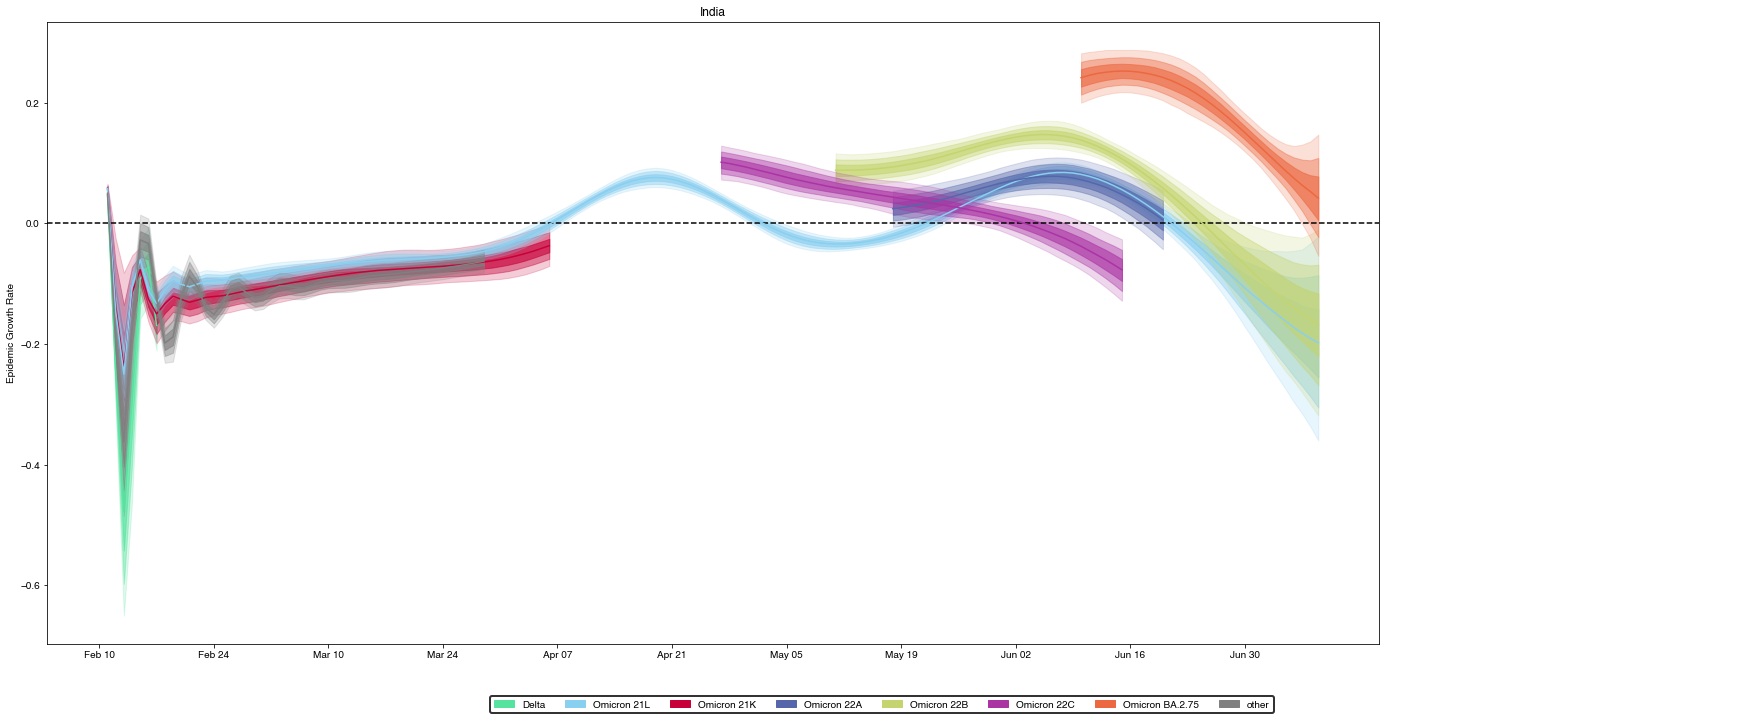 India
Epidemic Growth Rate
0.2
0.0
−0.2
−0.4
−0.6
Feb 10 Feb 24 Mar 10 Mar 24 Apr 07 Apr 21 May 05 May 19 Jun 02 Jun 16 Jun 30
Delta Omicron 21L Omicron 21K Omicron 22A Omicron 22B Omicron 22C Omicron BA.2.75 other